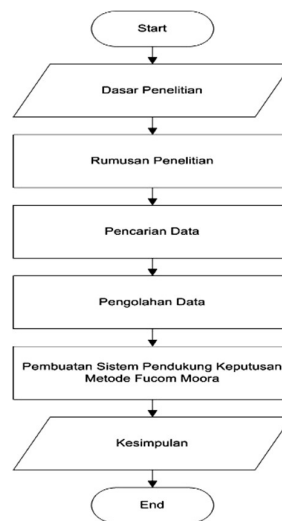 Start
Dasar Penelitian
Rumusan Penelitian
Pencarian Data
Pengolahan Data
Pembuatan Sistem Pendukung Keputusan
Metode Fucom Moora
Kesimpulan
End